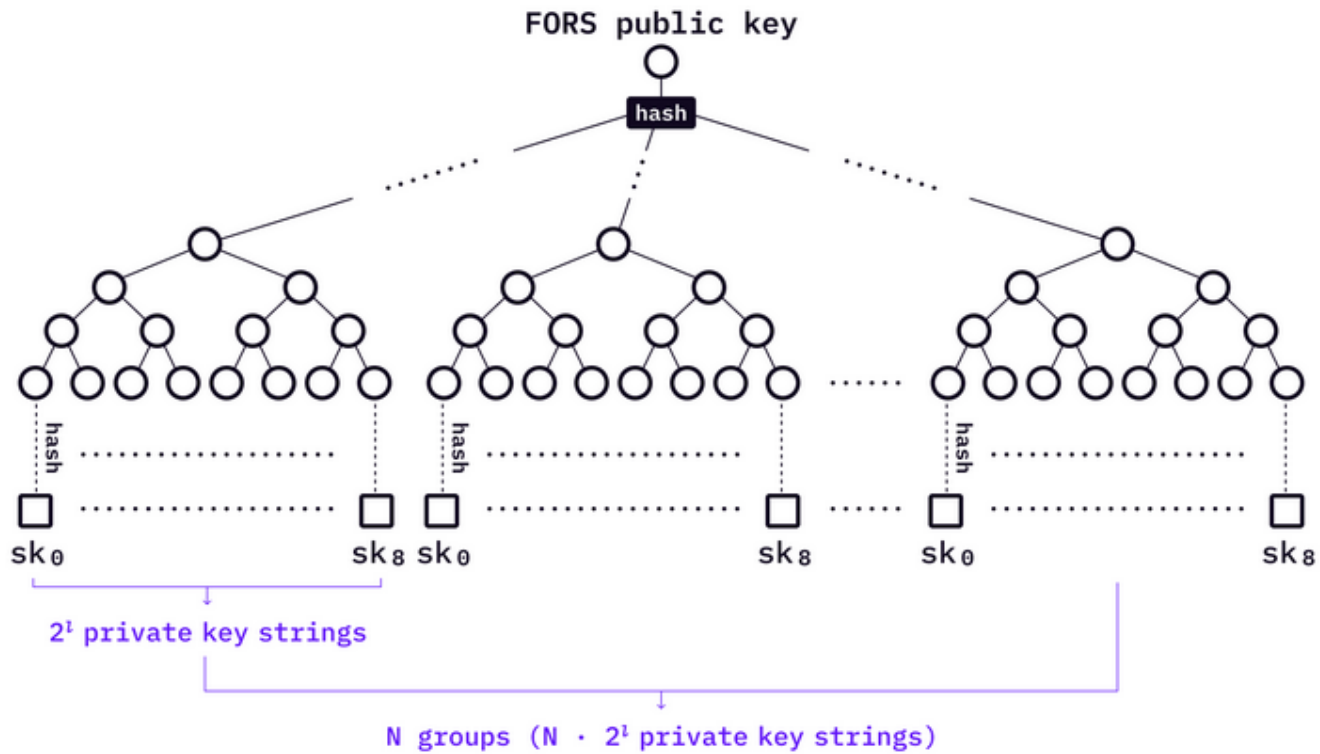 FORS public key
hash
hash
hash
hash
sk₀ sk₈ sk₀ sk₈ sk₀ sk₈
2ˡ private key strings
N groups (N · 2ˡ private key strings)